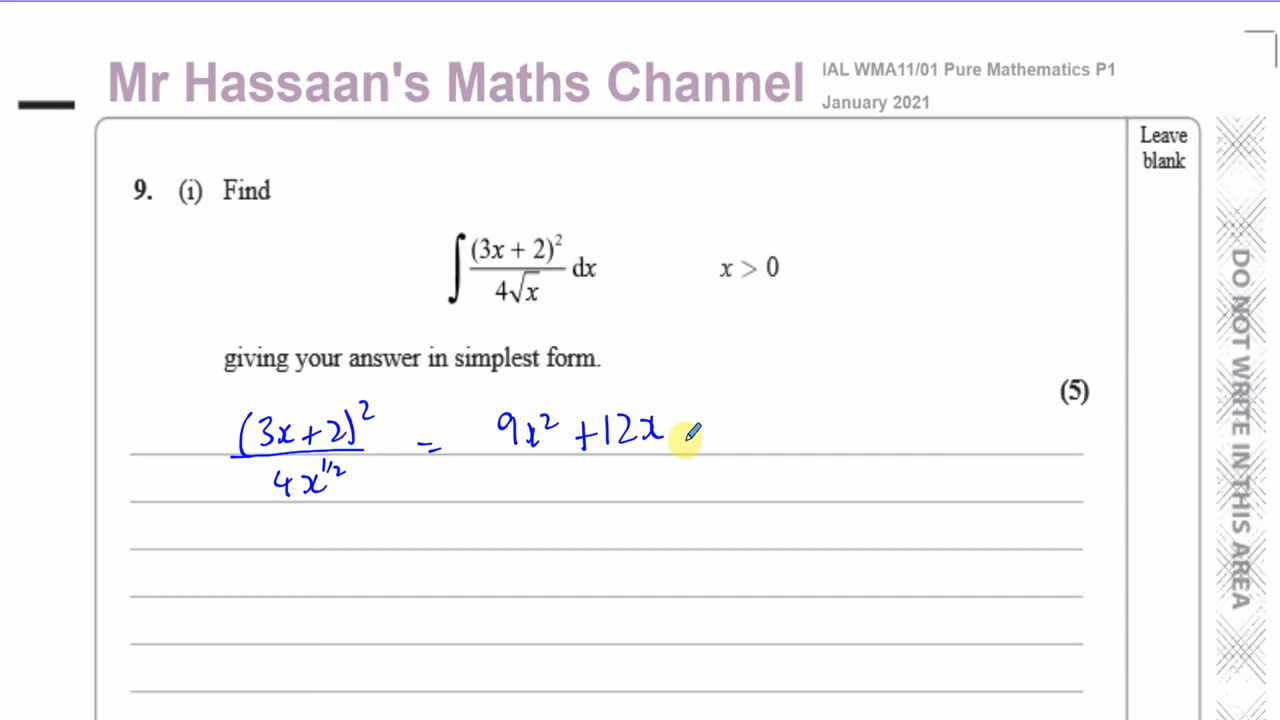 Mr Hassaan's Maths Channel
IAL WMA11/01 Pure Mathematics P1
January 2021
Leave
blank
9. (i) Find
∫ (3x + 2)² / 4√x dx x > 0
giving your answer in simplest form.
(5)
(3x+2)² / 4x^1/2 = 9x² + 12x
DO NOT WRITE IN THIS AREA